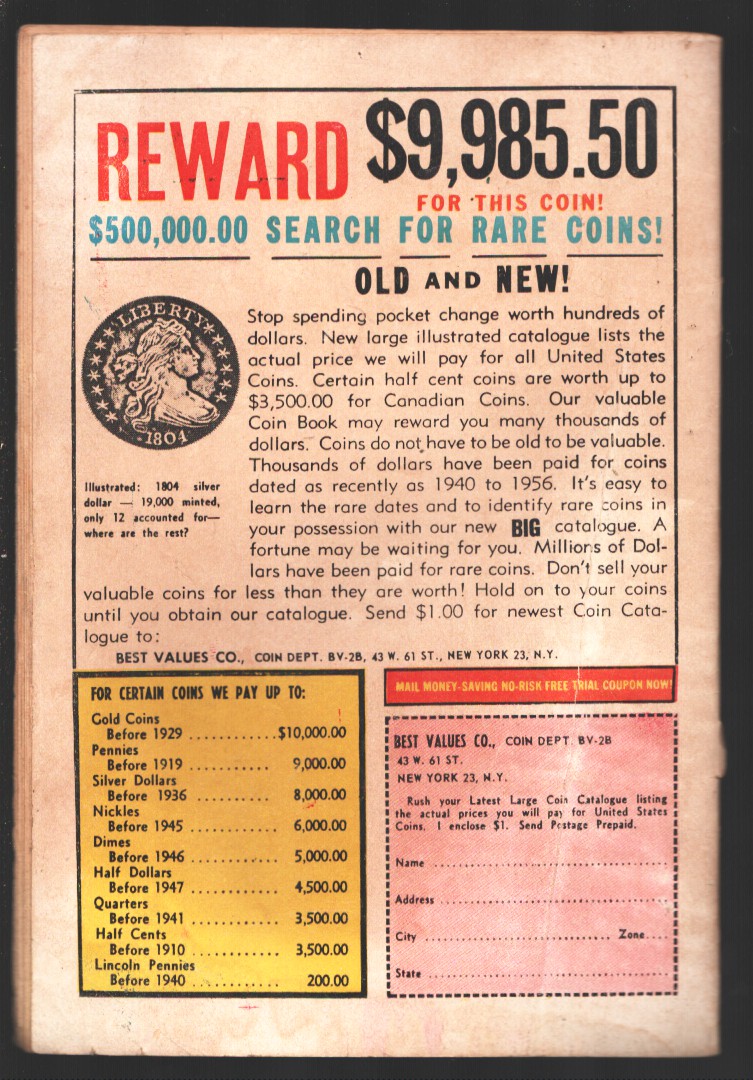 REWARD $9,985.50
FOR THIS COIN!
$500,000.00 SEARCH FOR RARE COINS!
OLD AND NEW!
LIBERTY
1804
Illustrated: 1804 silver
dollar — 19,000 minted,
only 12 accounted for—
where are the rest?
Stop spending pocket change worth hundreds of
dollars. New large illustrated catalogue lists the
actual price we will pay for all United States
Coins. Certain half cent coins are worth up to
$3,500.00 for Canadian Coins. Our valuable
Coin Book may reward you many thousands of
dollars. Coins do not have to be old to be valuable.
Thousands of dollars have been paid for coins
dated as recently as 1940 to 1956. It's easy to
learn the rare dates and to identify rare coins in
your possession with our new BIG catalogue. A
fortune may be waiting for you. Millions of Dol-
lars have been paid for rare coins. Don't sell your
valuable coins for less than they are worth! Hold on to your coins
until you obtain our catalogue. Send $1.00 for newest Coin Cata-
logue to:
BEST VALUES CO., COIN DEPT. BV-2B, 43 W. 61 ST., NEW YORK 23, N.Y.
FOR CERTAIN COINS WE PAY UP TO:
Gold Coins
Before 1929 ............$10,000.00
Pennies
Before 1919 ........... 9,000.00
Silver Dollars
Before 1936 .......... 8,000.00
Nickles
Before 1945 ............ 6,000.00
Dimes
Before 1946 ............ 5,000.00
Half Dollars
Before 1947 ............ 4,500.00
Quarters
Before 1941 ............ 3,500.00
Half Cents
Before 1910 ............ 3,500.00
Lincoln Pennies
Before 1940 ............ 200.00
MAIL MONEY-SAVING NO-RISK FREE TRIAL COUPON NOW!
BEST VALUES CO., COIN DEPT. BV-2B
43 W. 61 ST.
NEW YORK 23, N.Y.
Rush your Latest Large Coin Catalogue listing
the actual prices you will pay for United States
Coins. I enclose $1. Send Postage Prepaid.
Name ................................................
Address ................................................
City ...................................... Zone....
State ................................................